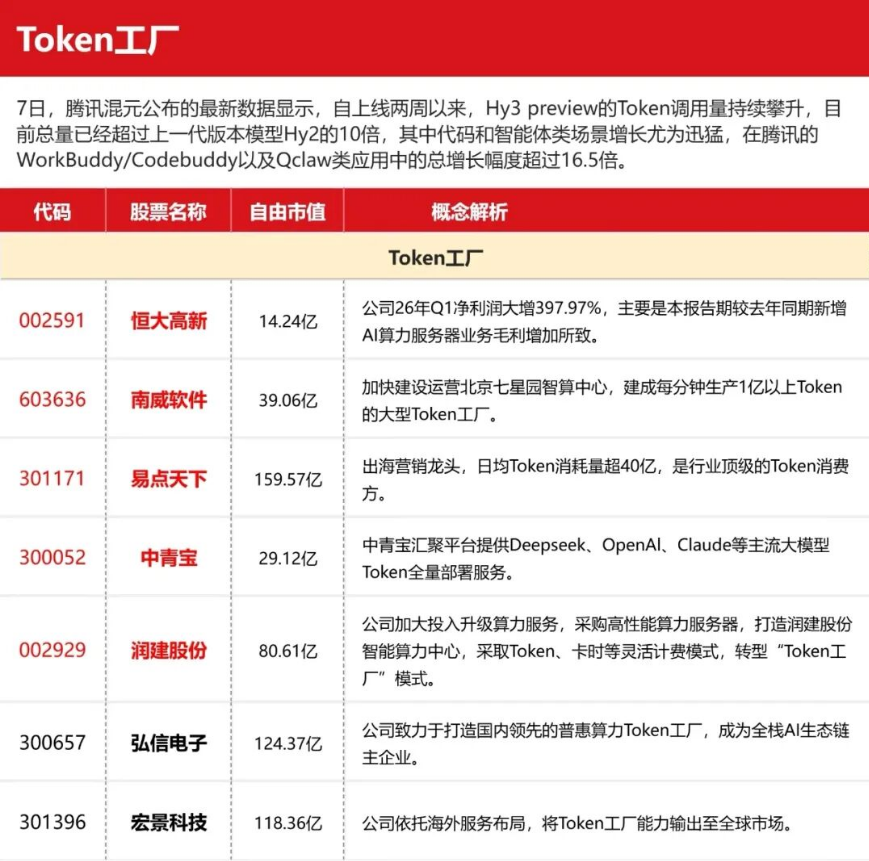 Token工厂
7日，腾讯混元公布的最新数据显示，自上线两周以来，Hy3 preview的Token调用量持续攀升，目
前总量已经超过上一代版本模型Hy2的10倍，其中代码和智能体类场景增长尤为迅猛，在腾讯的
WorkBuddy/Codebuddy以及Qclaw类应用中的总增长幅度超过16.5倍。
代码 股票名称 自由市值 概念解析
Token工厂
002591 恒大高新 14.24亿 公司26年Q1净利润大增397.97%，主要是本报告期较去年同期新增
AI算力服务器业务毛利增加所致。
603636 南威软件 39.06亿 加快建设运营北京七星园智算中心，建成每分钟生产1亿以上Token
的大型Token工厂。
301171 易点天下 159.57亿 出海营销龙头，日均Token消耗量超40亿，是行业顶级的Token消费
方。
300052 中青宝 29.12亿 中青宝汇聚平台提供Deepseek、OpenAI、Claude等主流大模型
Token全量部署服务。
002929 润建股份 80.61亿 公司加大投入升级算力服务，采购高性能算力服务器，打造润建股份
智能算力中心，采取Token、卡时等灵活计费模式，转型“Token工
厂”模式。
300657 弘信电子 124.37亿 公司致力于打造国内领先的普惠算力Token工厂，成为全栈AI生态链
主企业。
301396 宏景科技 118.36亿 公司依托海外服务布局，将Token工厂能力输出至全球市场。